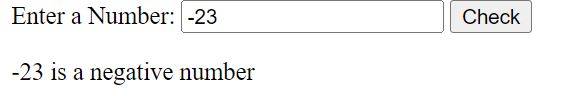 Enter a Number: -23 Check
-23 is a negative number